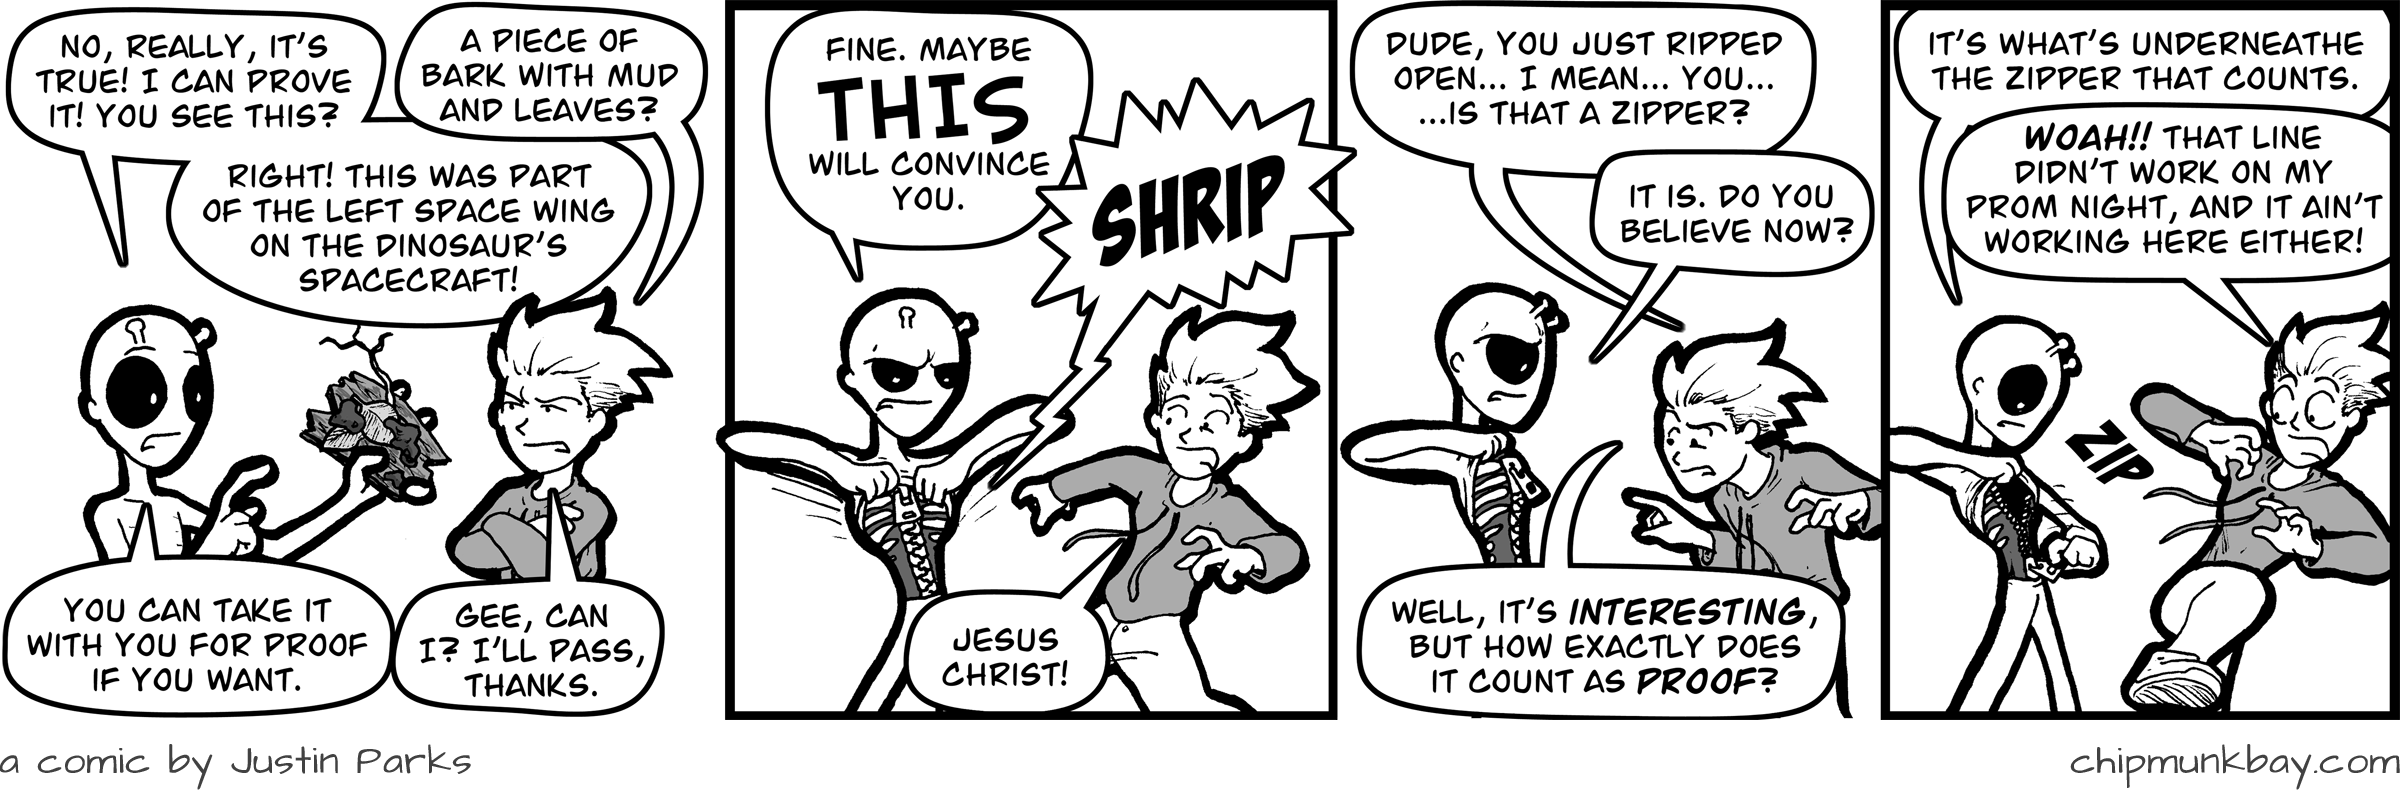 NO, REALLY, IT'S
TRUE! I CAN PROVE
IT! YOU SEE THIS?
A PIECE OF
BARK WITH MUD
AND LEAVES?
RIGHT! THIS WAS PART
OF THE LEFT SPACE WING
ON THE DINOSAUR'S
SPACECRAFT!
YOU CAN TAKE IT
WITH YOU FOR PROOF
IF YOU WANT.
GEE, CAN
I? I'LL PASS,
THANKS.
FINE. MAYBE
THIS
WILL CONVINCE
YOU.
SHRIP
JESUS
CHRIST!
DUDE, YOU JUST RIPPED
OPEN... I MEAN... YOU...
...IS THAT A ZIPPER?
IT IS. DO YOU
BELIEVE NOW?
WELL, IT'S INTERESTING,
BUT HOW EXACTLY DOES
IT COUNT AS PROOF?
IT'S WHAT'S UNDERNEATHE
THE ZIPPER THAT COUNTS.
WOAH!! THAT LINE
DIDN'T WORK ON MY
PROM NIGHT, AND IT AIN'T
WORKING HERE EITHER!
ZIP
a comic by Justin Parks
chipmunkbay.com